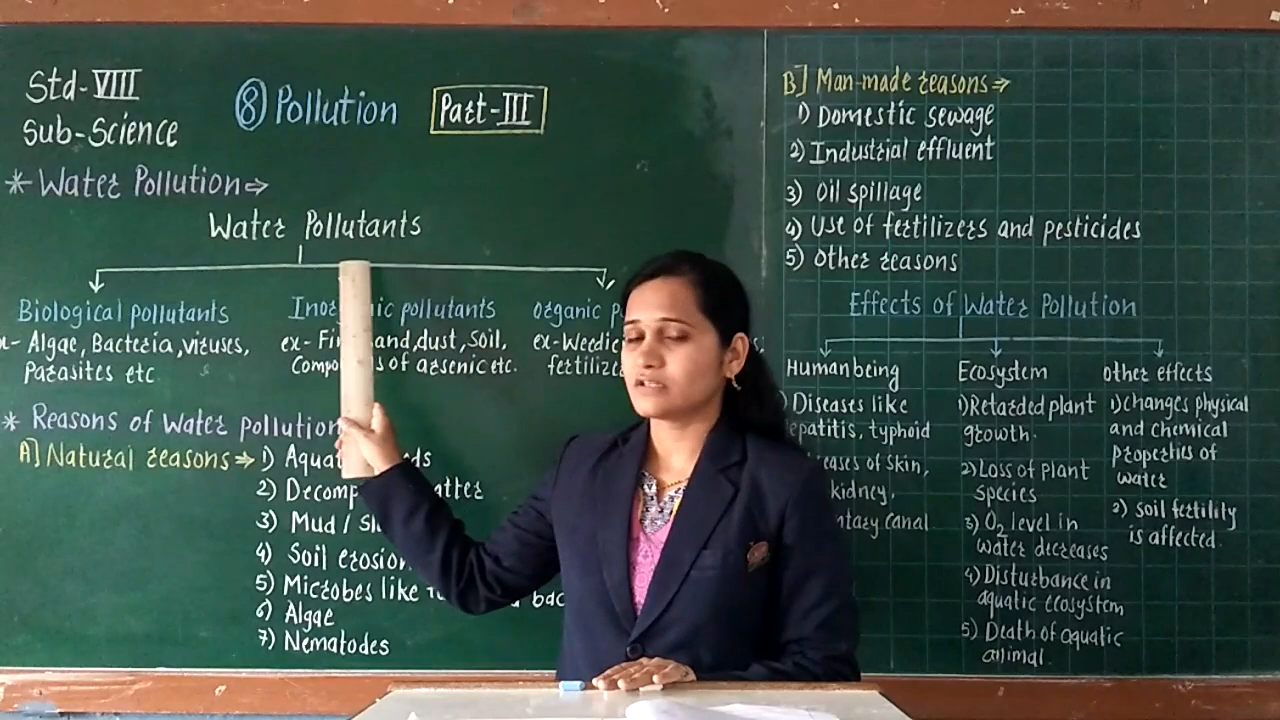 Std-VIII
Sub-Science
⑧ Pollution
Part-III
* Water Pollution⇒
Water Pollutants
Biological pollutants
Algae, Bacteria, viruses,
Parasites etc.
pollutants
ex- and, dust, soil,
of arsenic etc.
organic
ex-
* Reasons of Water pollution
A] Natural reasons → 1) 
2)
3) Mud /
4) Soil erosion
5) Microbes like
6) Algae
7) Nematodes
B] Man-made reasons ⇒
1) Domestic sewage
2) Industrial effluent
3) Oil spillage
4) Use of fertilizers and pesticides
5) Other reasons
Effects of Water Pollution
Human being
Diseases like
typhoid
of skin,
kidney,
canal
Ecosystem
1) Retarded plant
growth.
2) Loss of plant
species
3) O₂ level in
water decreases
4) Disturbance in
aquatic ecosystem
5) Death of aquatic
animal.
other effects
1) changes physical
and chemical
properties of
water
2) soil fertility
is affected.